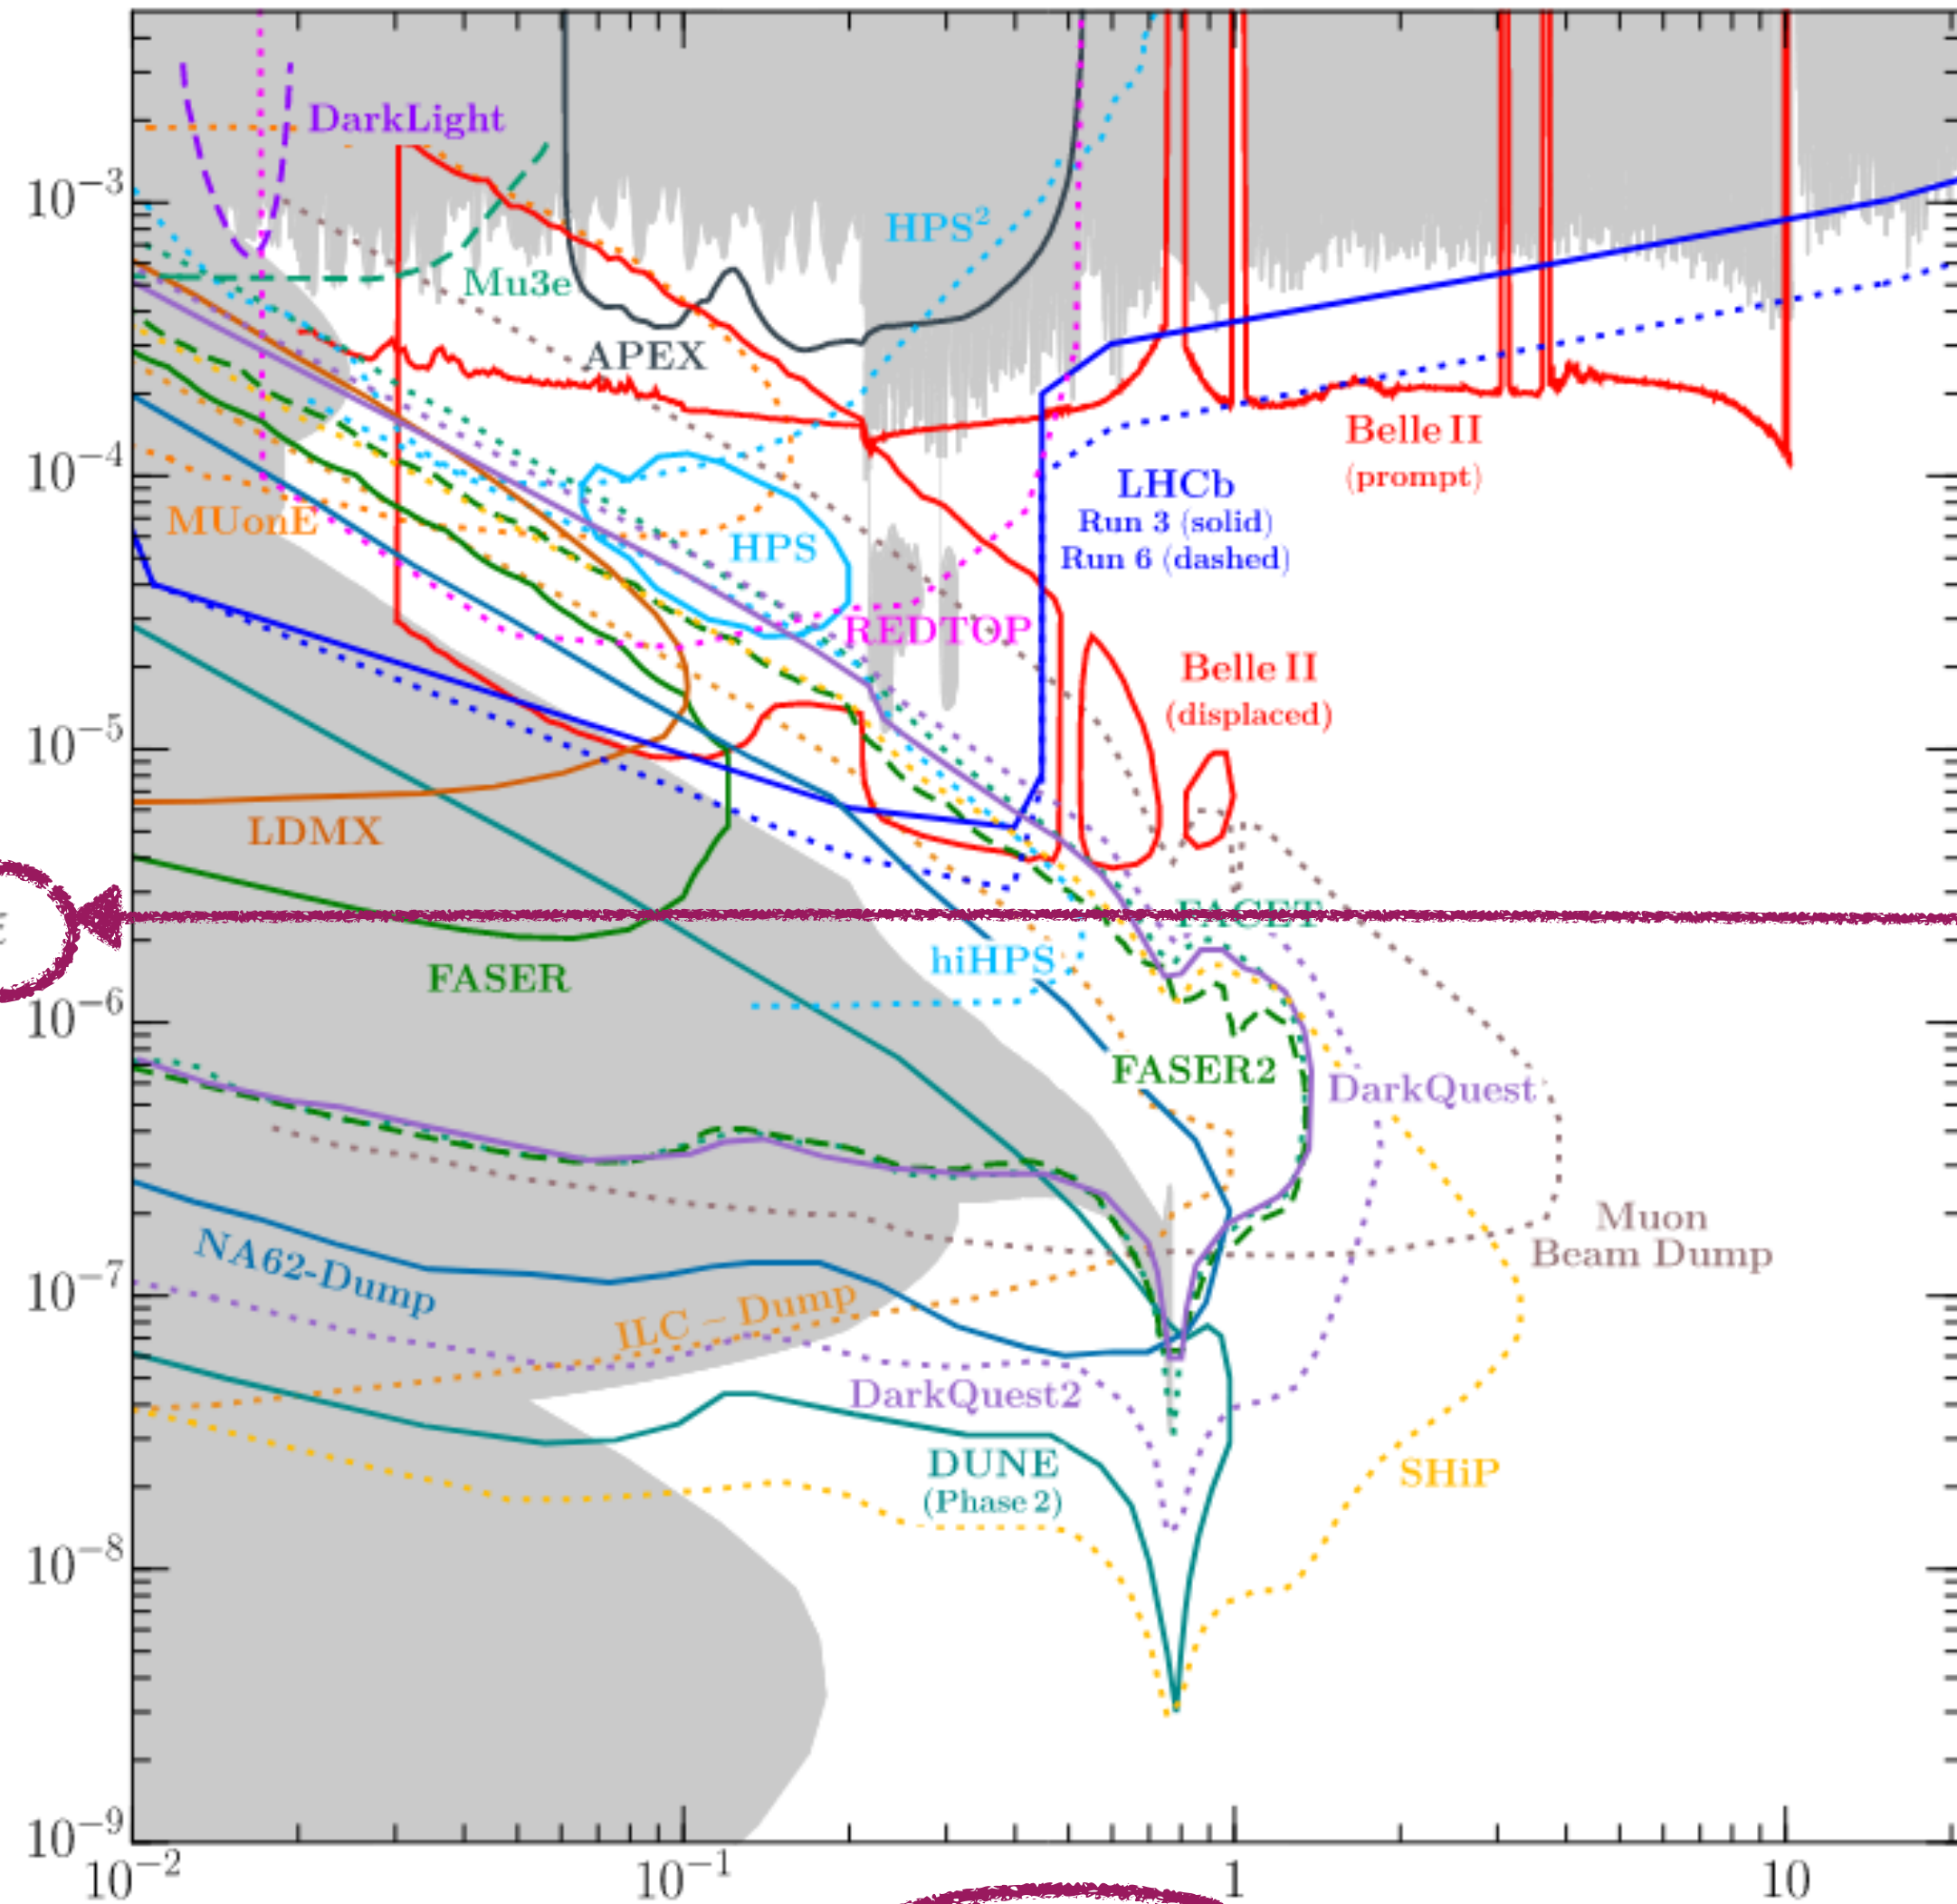 DarkLight
10⁻³
HPS²
Mu3e
APEX
Belle II
(prompt)
10⁻⁴
LHCb
Run 3 (solid)
Run 6 (dashed)
MUonE
HPS
REDTOP
Belle II
(displaced)
10⁻⁵
LDMX
FACET
hiHPS
FASER
10⁻⁶
FASER2
DarkQuest
Muon
Beam Dump
NA62-Dump
10⁻⁷
ILC – Dump
DarkQuest2
DUNE
(Phase 2)
SHiP
10⁻⁸
10⁻⁹
10⁻² 10⁻¹ 1 10